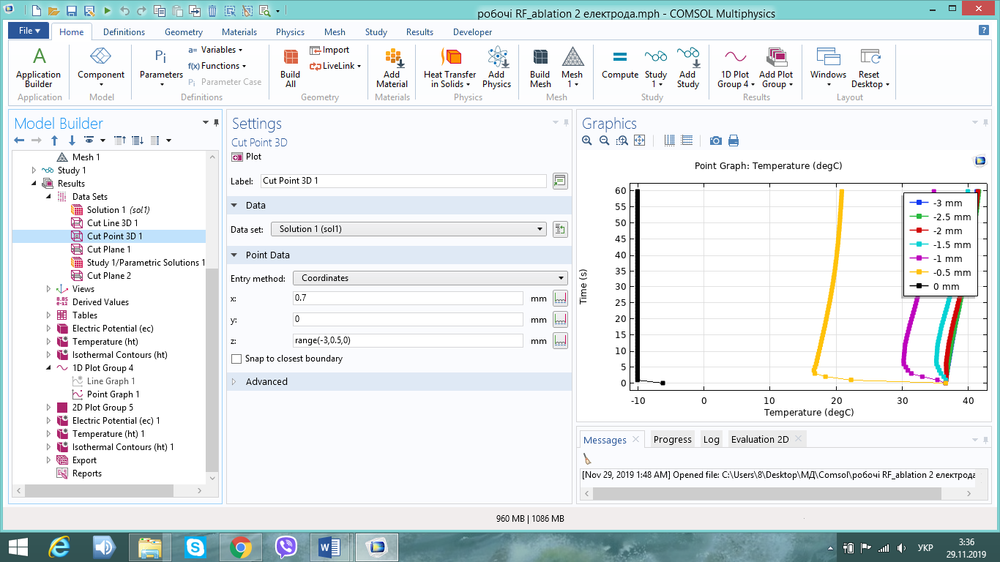 робочі RF_ablation 2 електрода.mph - COMSOL Multiphysics
File Home Definitions Geometry Materials Physics Mesh Study Results Developer
Application Builder
Application
Component
Model
Parameters
a= Variables
f(x) Functions
Pi Parameter Case
Definitions
Build All
Import
LiveLink
Geometry
Add Material
Materials
Heat Transfer in Solids
Add Physics
Physics
Build Mesh
Mesh 1
Mesh
Compute
Study 1
Add Study
Study
1D Plot Group 4
Add Plot Group
Results
Windows
Reset Desktop
Layout
Model Builder
Mesh 1
Study 1
Results
Data Sets
Solution 1 (sol1)
Cut Line 3D 1
Cut Point 3D 1
Cut Plane 1
Study 1/Parametric Solutions 1
Cut Plane 2
Views
8.85 e-12 Derived Values
Tables
Electric Potential (ec)
Temperature (ht)
Isothermal Contours (ht)
1D Plot Group 4
Line Graph 1
Point Graph 1
2D Plot Group 5
Electric Potential (ec) 1
Temperature (ht) 1
Isothermal Contours (ht) 1
Export
Reports
Settings
Cut Point 3D
Plot
Label: Cut Point 3D 1
Data
Data set: Solution 1 (sol1)
Point Data
Entry method: Coordinates
x: 0.7 mm
y: 0 mm
z: range(-3,0.5,0) mm
Snap to closest boundary
Advanced
Graphics
Point Graph: Temperature (degC)
60
55
50
45
40
35
30
25
20
15
10
5
0
Time (s)
-10 0 10 20 30 40
Temperature (degC)
-3 mm
-2.5 mm
-2 mm
-1.5 mm
-1 mm
-0.5 mm
0 mm
Messages Progress Log Evaluation 2D
[Nov 29, 2019 1:48 AM] Opened file: C:\Users\8\Desktop\МД\Comsol\робочі RF_ablation 2 електрода
960 MB | 1086 MB
УКР
3:36
29.11.2019